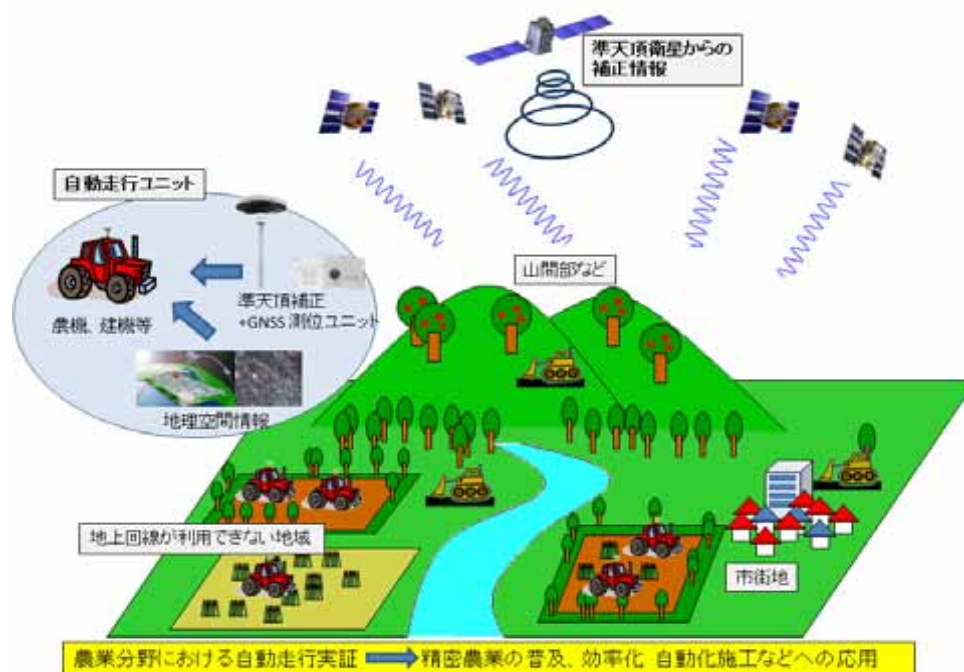 準天頂衛星からの
補正情報
自動走行ユニット
農機、建機等
準天頂補正
+GNSS 測位ユニット
地理空間情報
山間部など
地上回線が利用できない地域
市街地
農業分野における自動走行実証 → 精密農業の普及、効率化 自動化施工などへの応用